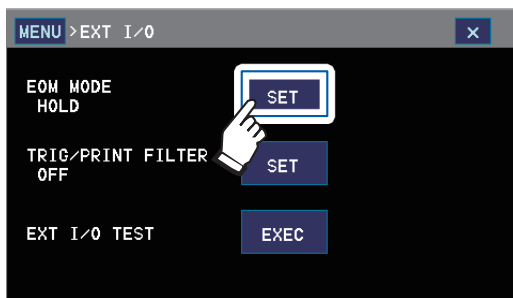 MENU >EXT I/O ×
EOM MODE SET
HOLD
TRIG/PRINT FILTER SET
OFF
EXT I/O TEST EXEC